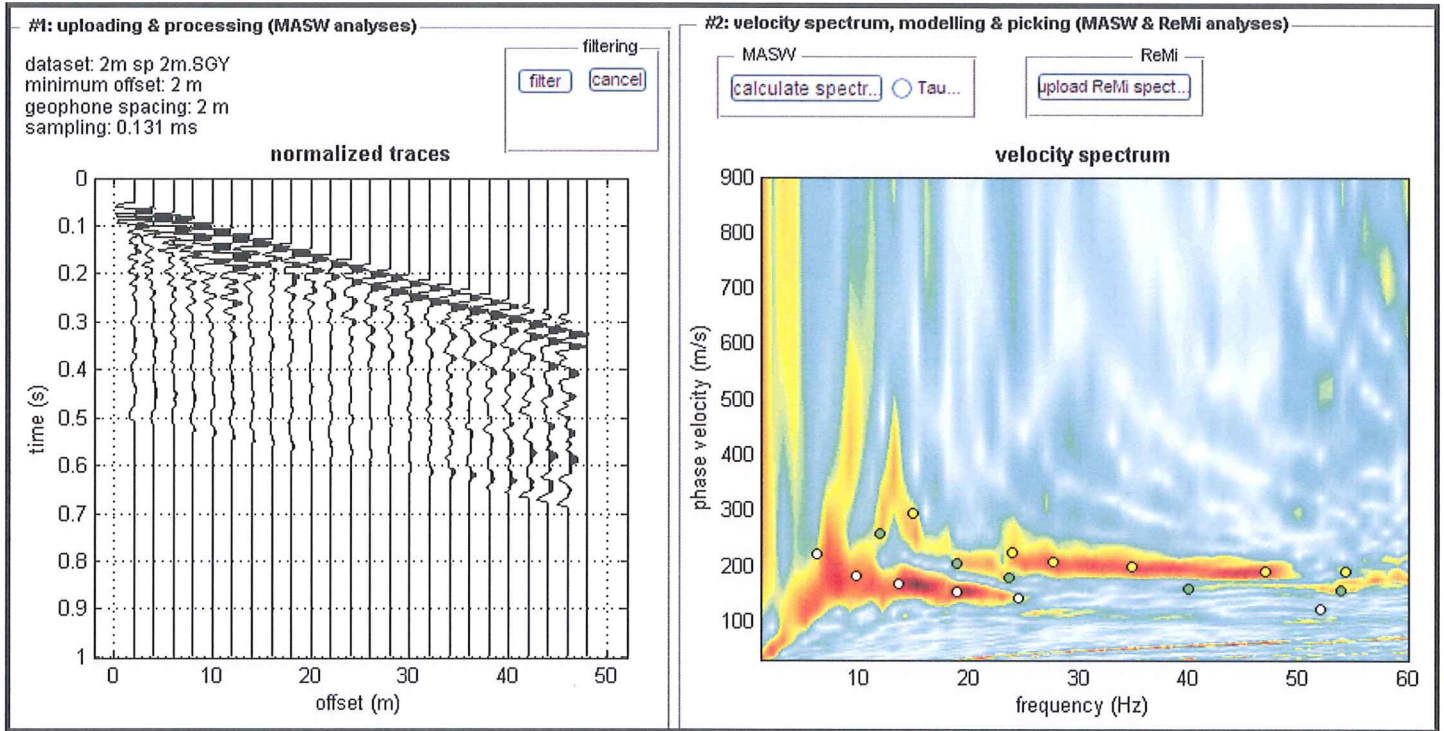 #1: uploading & processing (MASW analyses)
dataset: 2m sp 2m.SGY
minimum offset: 2 m
geophone spacing: 2 m
sampling: 0.131 ms
filtering
filter cancel
normalized traces
0
0.1
0.2
0.3
0.4
0.5
0.6
0.7
0.8
0.9
1
time (s)
0 10 20 30 40 50
offset (m)
#2: velocity spectrum, modelling & picking (MASW & ReMi analyses)
MASW
calculate spectr... Tau...
ReMi
upload ReMi spect...
velocity spectrum
900
800
700
600
500
400
300
200
100
phase velocity (m/s)
10 20 30 40 50 60
frequency (Hz)